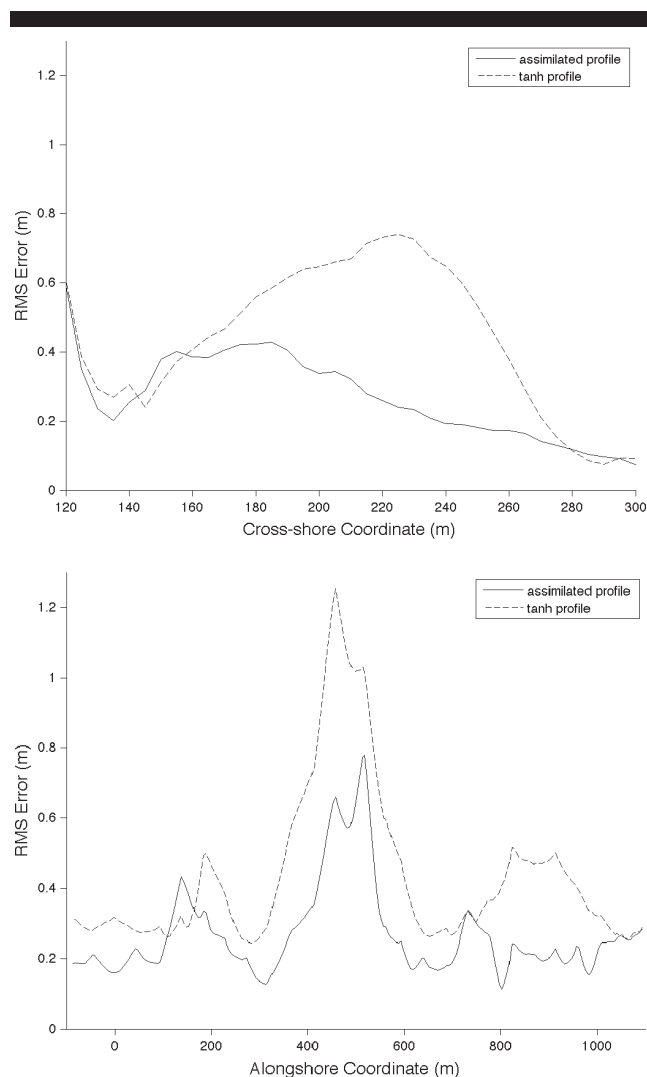 assimilated profile
tanh profile
1.2
1
0.8
0.6
0.4
0.2
0
RMS Error (m)
120 140 160 180 200 220 240 260 280 300
Cross-shore Coordinate (m)
assimilated profile
tanh profile
1.2
1
0.8
0.6
0.4
0.2
0
RMS Error (m)
0 200 400 600 800 1000
Alongshore Coordinate (m)